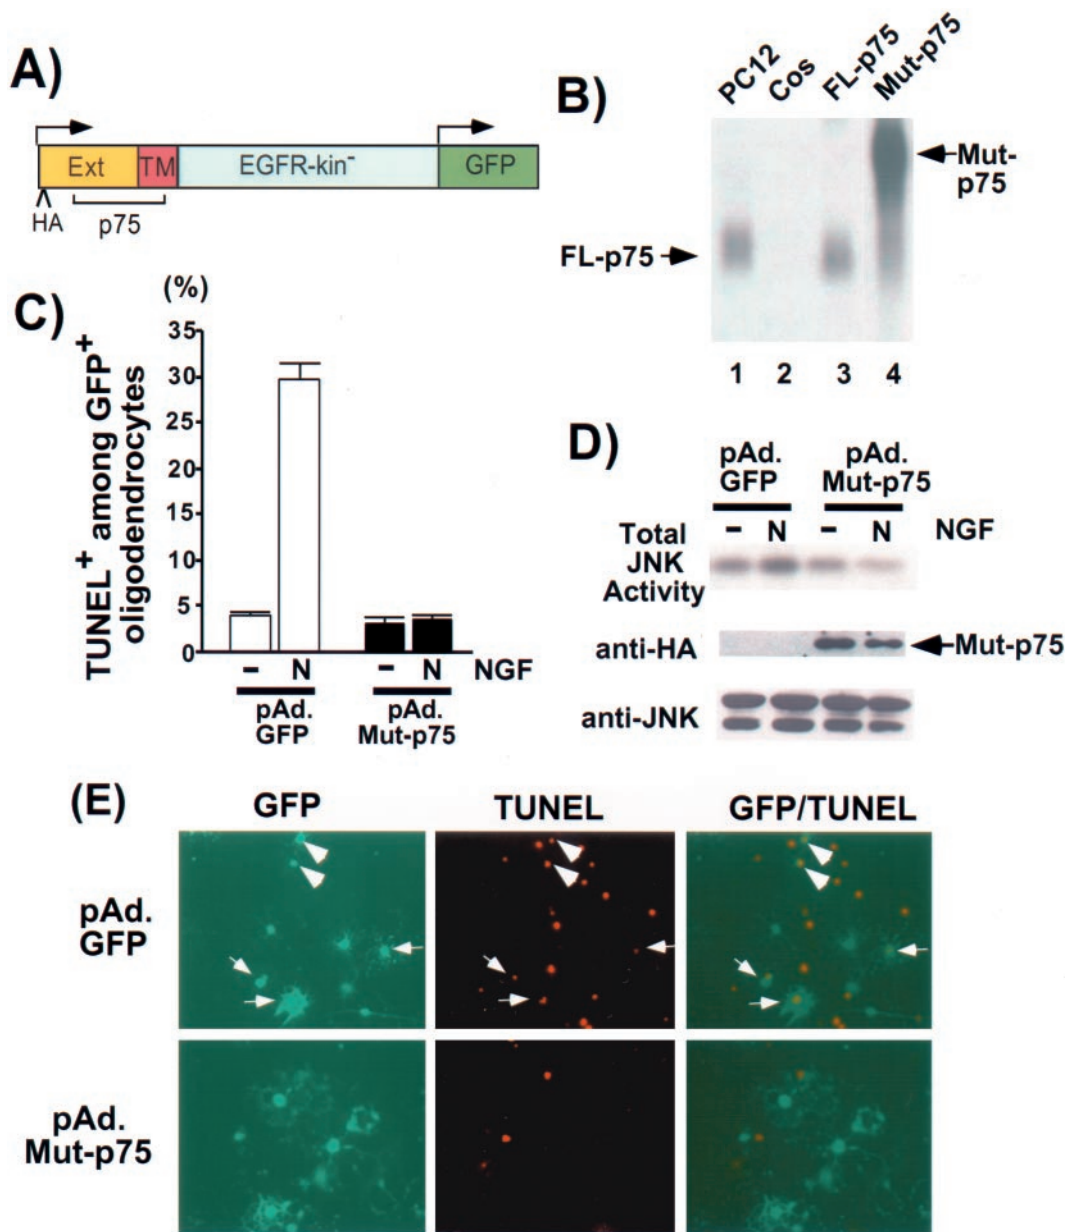 A)
Ext TM EGFR-kin⁻ GFP
HA p75
B)
PC12 Cos FL-p75 Mut-p75
Mut-
p75
FL-p75
1 2 3 4
C)
(%)
TUNEL⁺ among GFP⁺
oligodendrocytes
35
30
25
20
15
10
5
0
– N – N NGF
pAd.
GFP
pAd.
Mut-p75
D)
pAd.
GFP
pAd.
Mut-p75
– N – N NGF
Total
JNK
Activity
anti-HA
Mut-p75
anti-JNK
(E)
GFP TUNEL GFP/TUNEL
pAd.
GFP
pAd.
Mut-p75